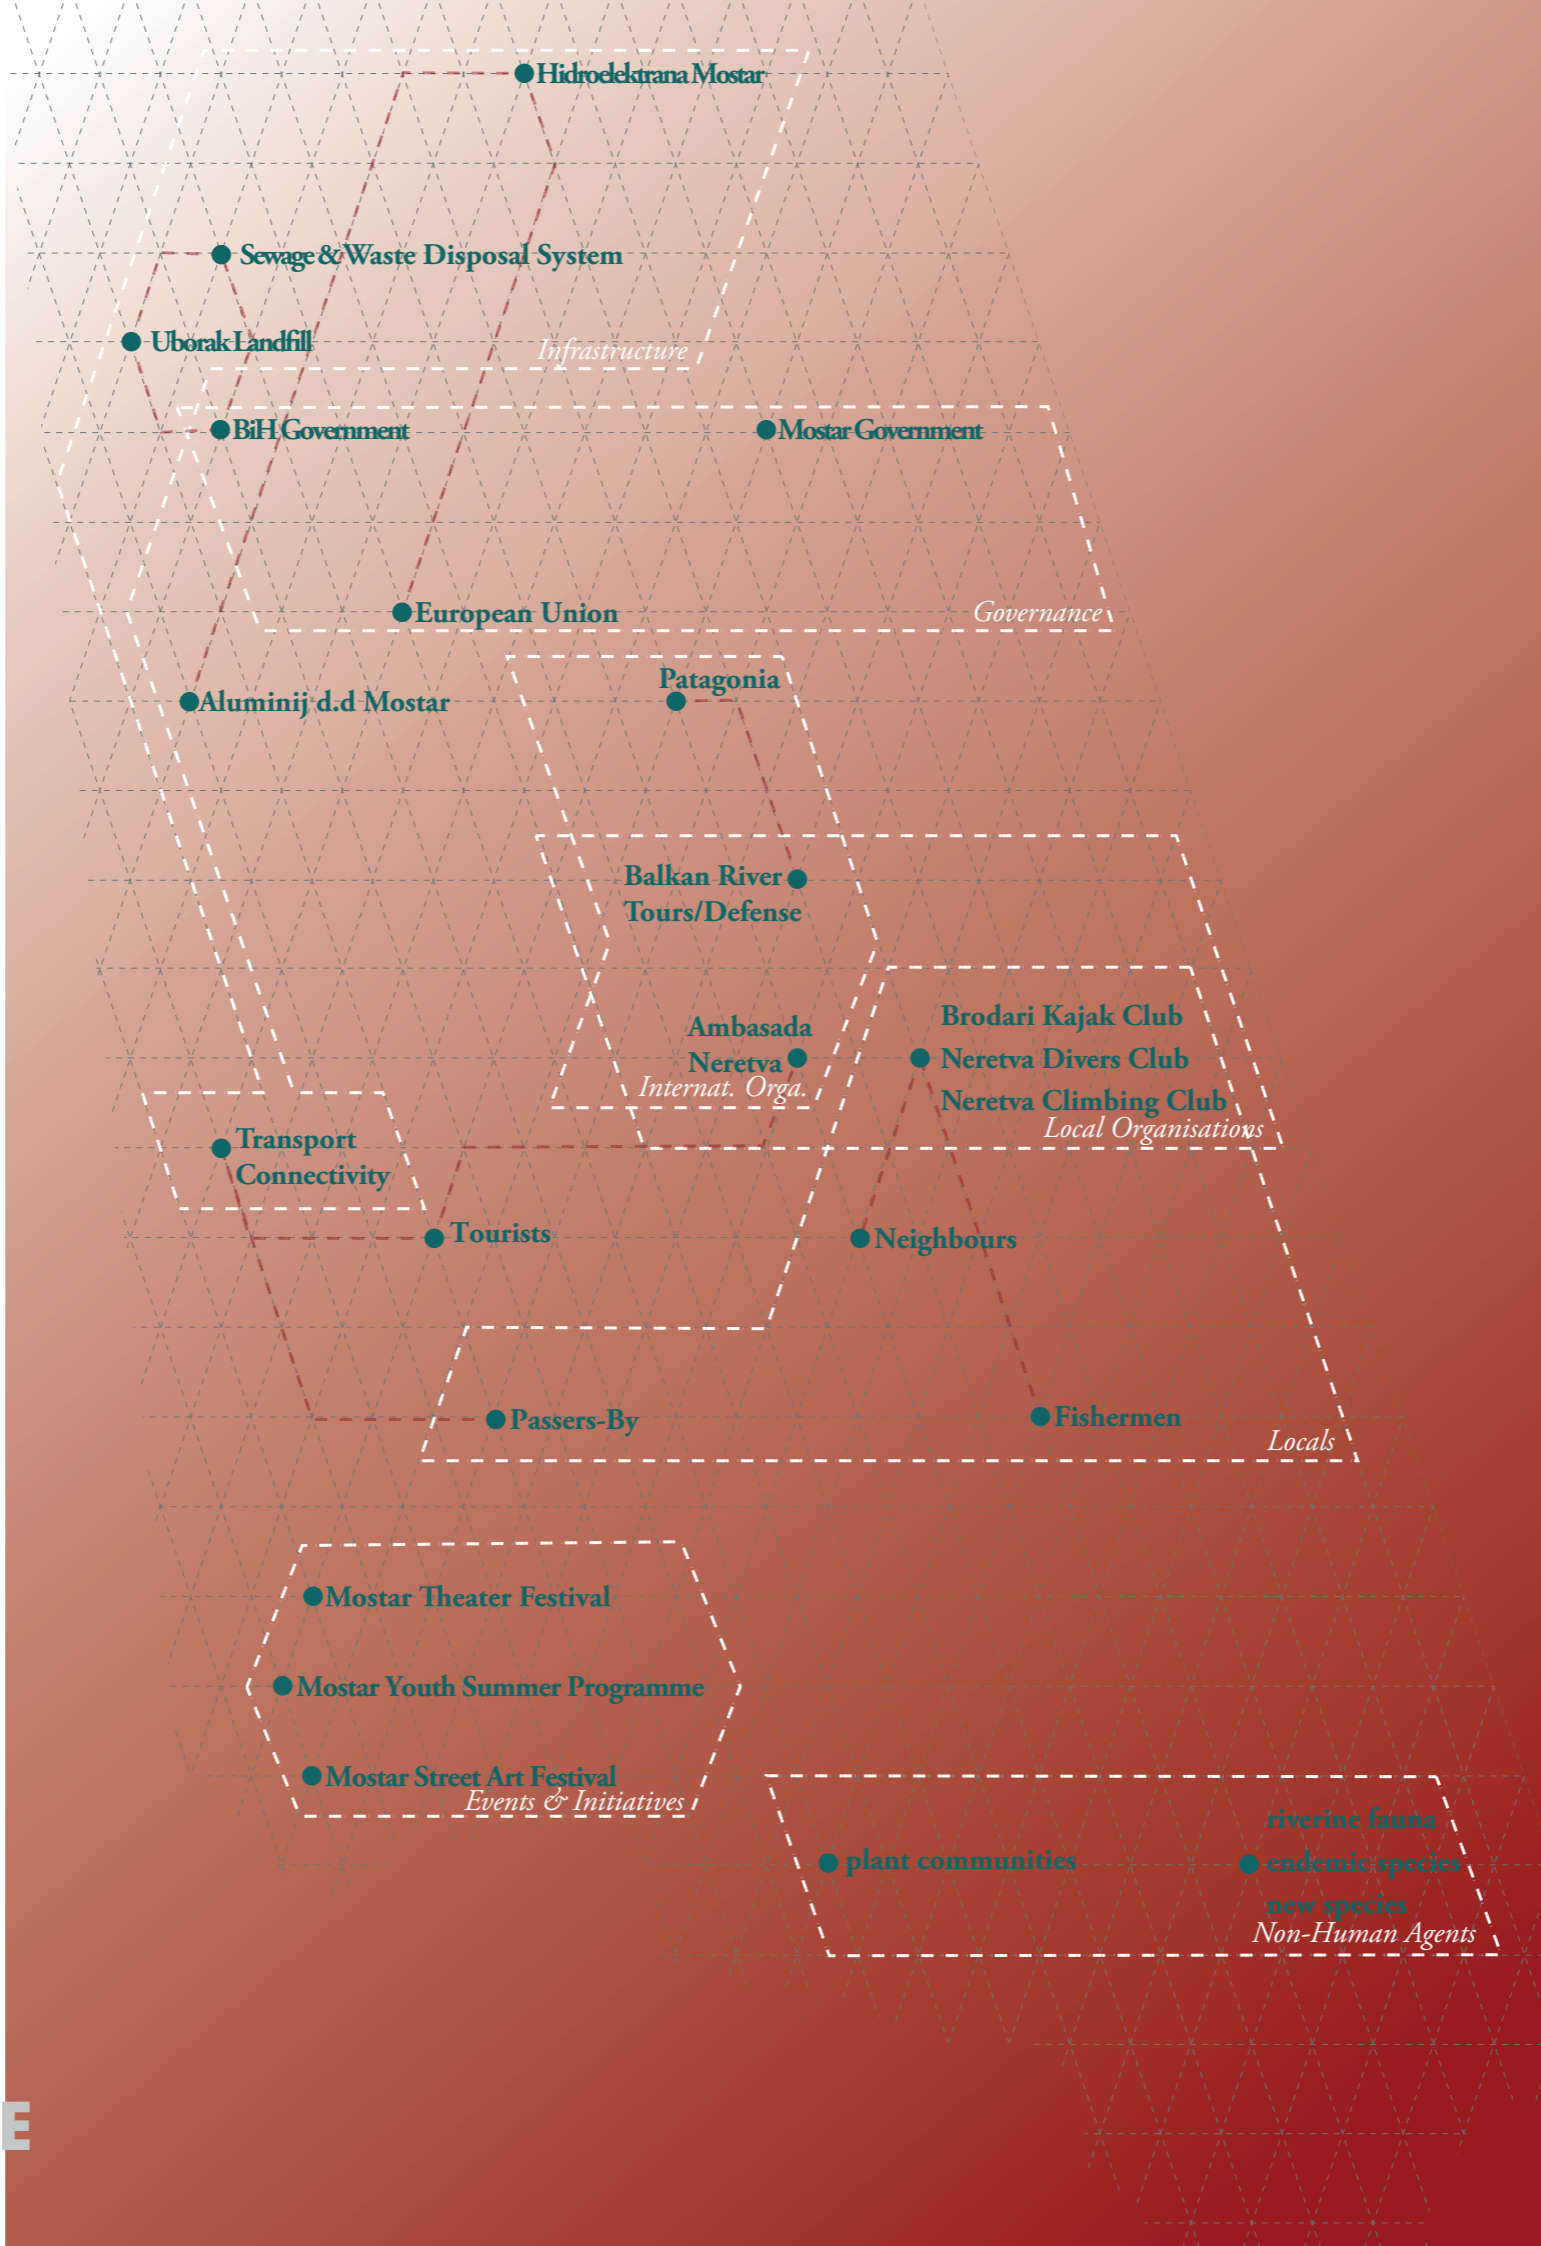 Hidroelektrana Mostar
Sewage & Waste Disposal System
Uborak Landfill
Infrastructure
BiH Government
Mostar Government
European Union
Governance
Patagonia
Aluminij d.d Mostar
Balkan River
Tours/Defense
Ambasada
Neretva
Internat. Orga.
Brodari Kajak Club
Neretva Divers Club
Neretva Climbing Club
Local Organisations
Transport
Connectivity
Tourists
Neighbours
Passers-By
Fishermen
Locals
Mostar Theater Festival
Mostar Youth Summer Programme
Mostar Street Art Festival
Events & Initiatives
plant communities
riverine fauna
endemic species
new species
Non-Human Agents
E